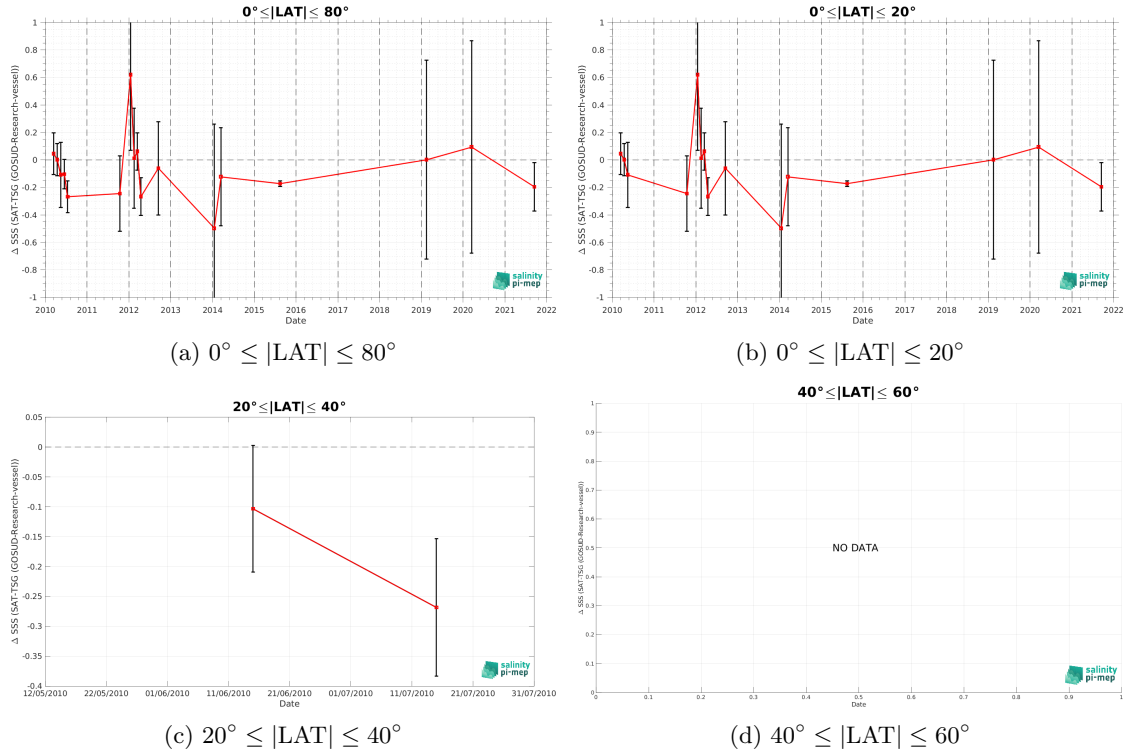 0°≤|LAT|≤ 80°
Δ SSS (SAT-TSG (GOSUD-Research-vessel))
1
0.8
0.6
0.4
0.2
0
-0.2
-0.4
-0.6
-0.8
-1
2010 2011 2012 2013 2014 2015 2016 2017 2018 2019 2020 2021 2022
Date
salinity
pi-mep
(a) 0° ≤ |LAT| ≤ 80°
0°≤|LAT|≤ 20°
Δ SSS (SAT-TSG (GOSUD-Research-vessel))
1
0.8
0.6
0.4
0.2
0
-0.2
-0.4
-0.6
-0.8
-1
2010 2011 2012 2013 2014 2015 2016 2017 2018 2019 2020 2021 2022
Date
salinity
pi-mep
(b) 0° ≤ |LAT| ≤ 20°
20°≤|LAT|≤ 40°
Δ SSS (SAT-TSG (GOSUD-Research-vessel))
0.05
0
-0.05
-0.1
-0.15
-0.2
-0.25
-0.3
-0.35
-0.4
12/05/2010 22/05/2010 01/06/2010 11/06/2010 21/06/2010 01/07/2010 11/07/2010 21/07/2010 31/07/2010
Date
salinity
pi-mep
(c) 20° ≤ |LAT| ≤ 40°
40°≤|LAT|≤ 60°
Δ SSS (SAT-TSG (GOSUD-Research-vessel))
1
0.9
0.8
0.7
0.6
0.5
0.4
0.3
0.2
0.1
0
NO DATA
0 0.1 0.2 0.3 0.4 0.5 0.6 0.7 0.8 0.9 1
Date
salinity
pi-mep
(d) 40° ≤ |LAT| ≤ 60°